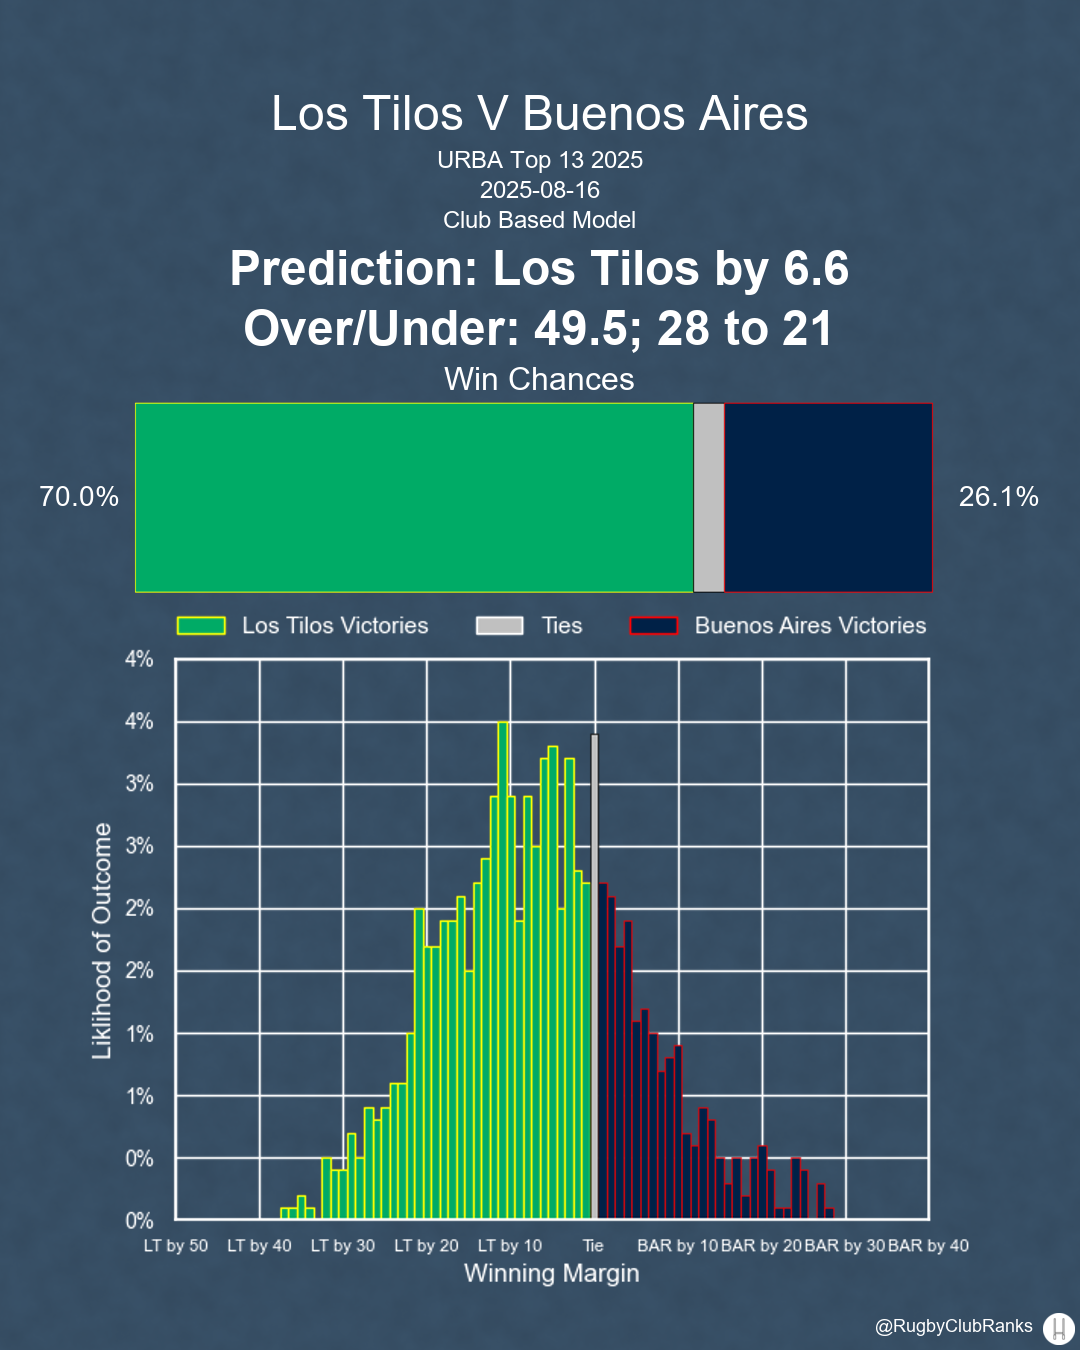 Los Tilos V Buenos Aires
URBA Top 13 2025
2025-08-16
Club Based Model
Prediction: Los Tilos by 6.6
Over/Under: 49.5; 28 to 21
Win Chances
70.0%
26.1%
Los Tilos Victories
Ties
Buenos Aires Victories
4%
4%
3%
3%
2%
2%
1%
1%
0%
0%
Liklihood of Outcome
LT by 50
LT by 40
LT by 30
LT by 20
LT by 10
Tie
BAR by 10
BAR by 20
BAR by 30
BAR by 40
Winning Margin
@RugbyClubRanks